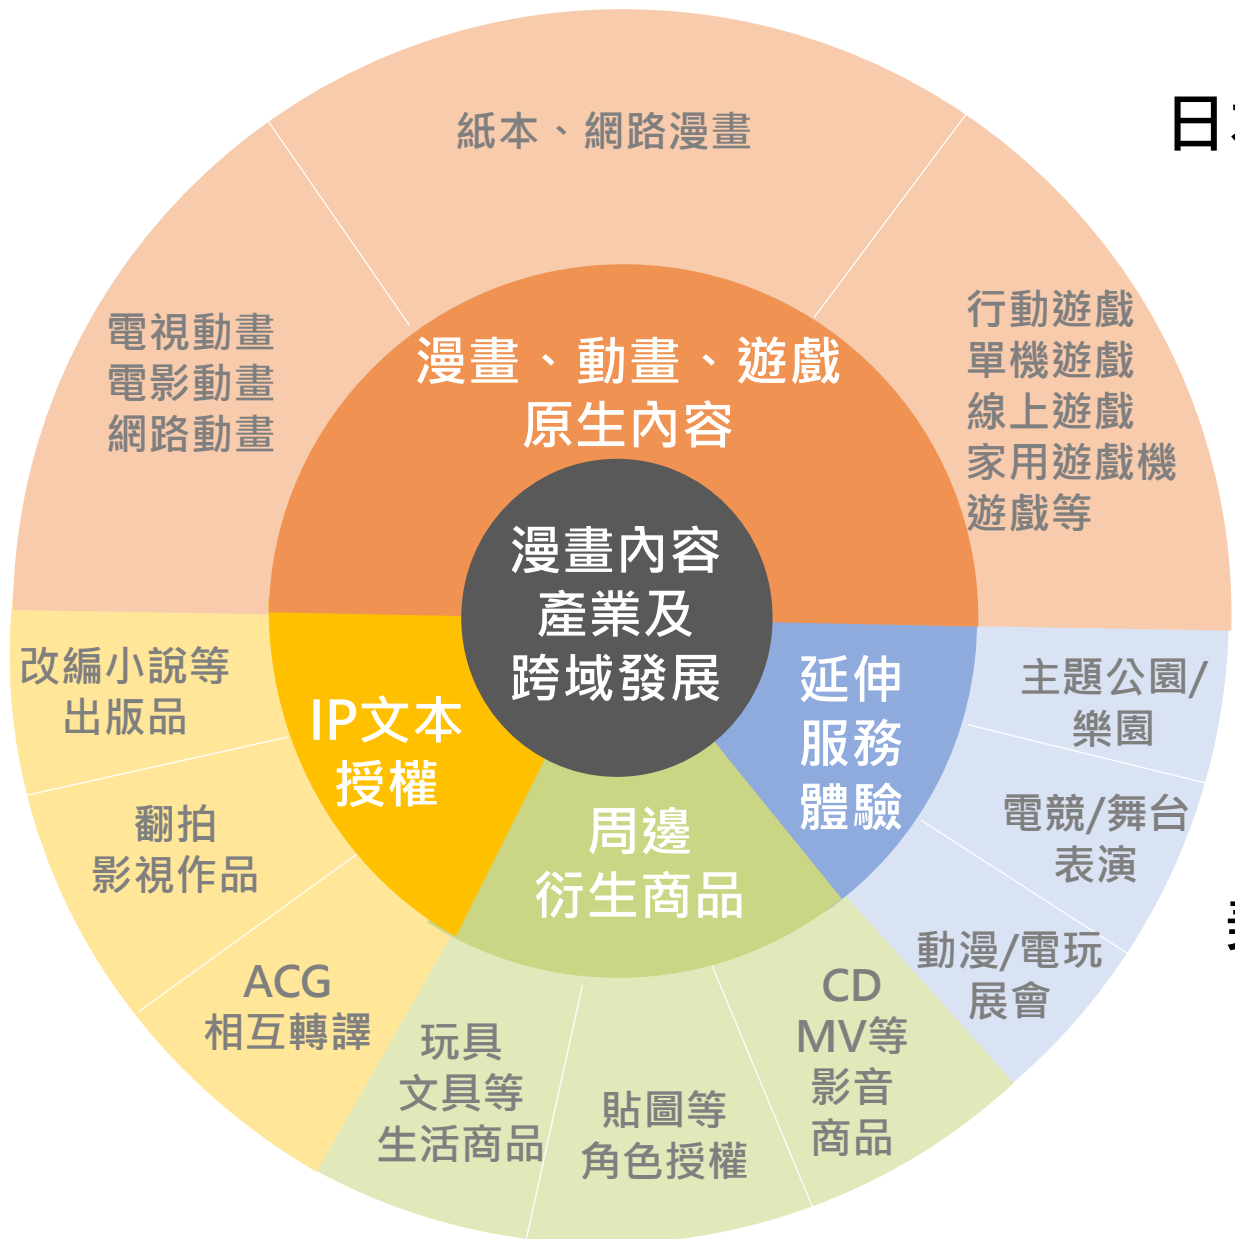 日
紙本、網路漫畫
電視動畫
電影動畫
網路動畫
漫畫、動畫、遊戲
原生內容
行動遊戲
單機遊戲
線上遊戲
家用遊戲機
遊戲等
漫畫內容
產業及
跨域發展
改編小說等
出版品
IP文本
授權
延伸
服務
體驗
主題公園/
樂園
翻拍
影視作品
周邊
衍生商品
電競/舞台
表演
ACG
相互轉譯
動漫/電玩
展會
玩具
文具等
生活商品
貼圖等
角色授權
CD
MV等
影音
商品